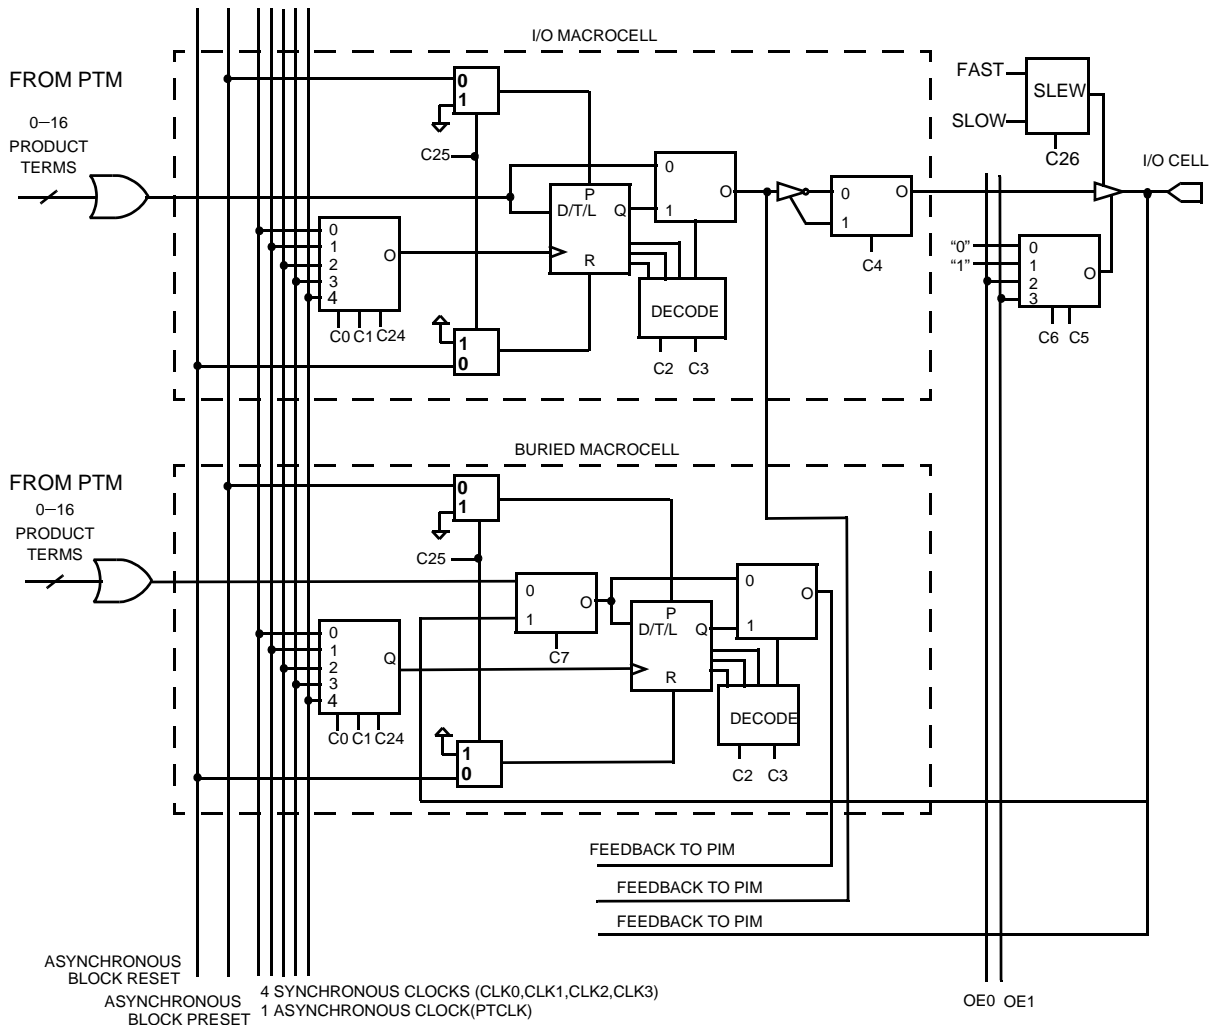 I/O MACROCELL
FROM PTM
0–16
PRODUCT
TERMS
0
1
C25
FAST
SLOW
SLEW
C26
I/O CELL
0
1
O
P
D/T/L
Q
R
0
1
2
3
4
O
C0 C1 C24
DECODE
C2 C3
1
0
0
1
O
C4
"0"
"1"
0
1
2
3
O
C6 C5
BURIED MACROCELL
FROM PTM
0–16
PRODUCT
TERMS
0
1
C25
0
1
O
C7
0
1
O
P
D/T/L
Q
R
0
1
2
3
4
Q
C0 C1 C24
DECODE
C2 C3
1
0
FEEDBACK TO PIM
FEEDBACK TO PIM
FEEDBACK TO PIM
ASYNCHRONOUS
BLOCK RESET
ASYNCHRONOUS
BLOCK PRESET
4 SYNCHRONOUS CLOCKS (CLK0,CLK1,CLK2,CLK3)
1 ASYNCHRONOUS CLOCK(PTCLK)
OE0 OE1